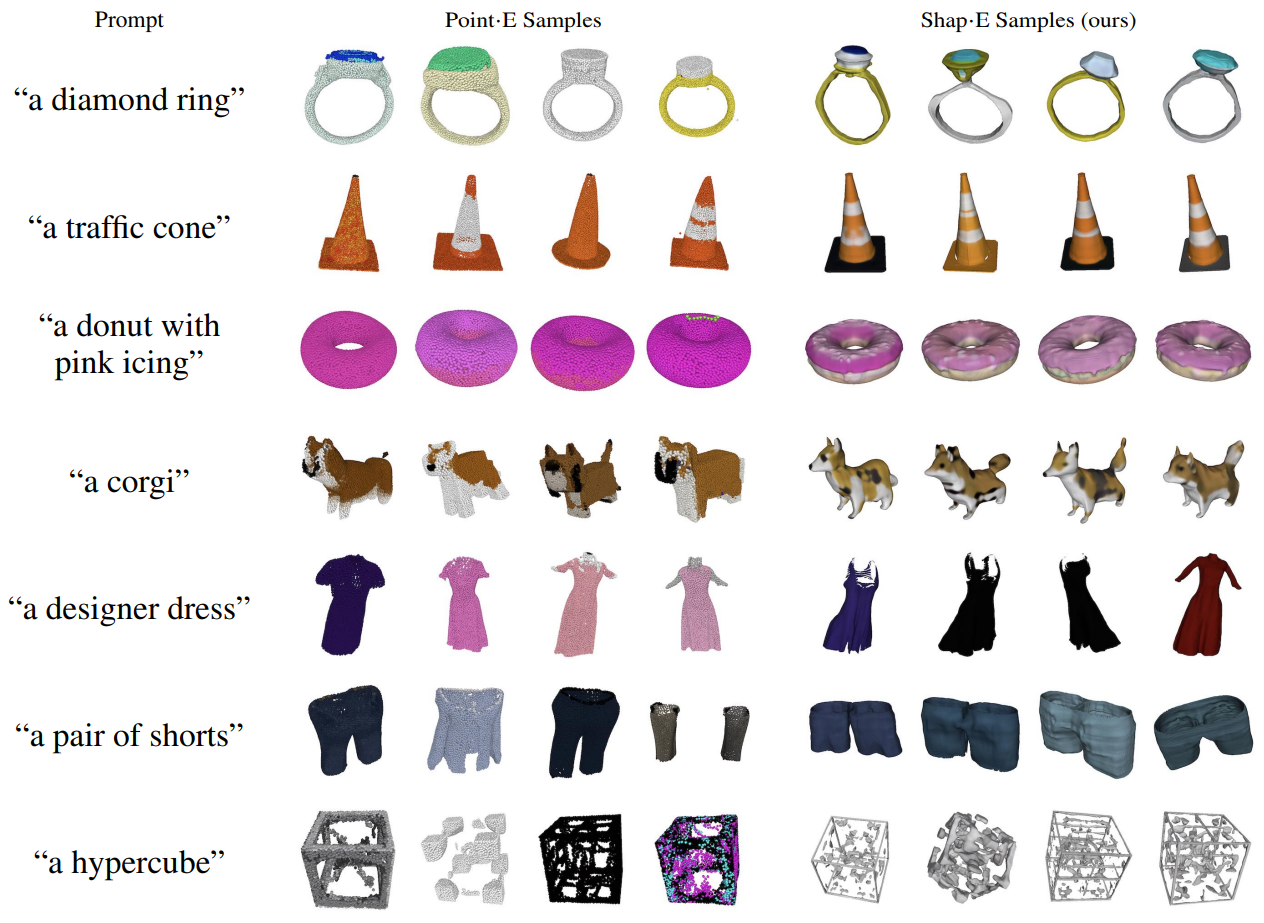 Prompt
Point·E Samples
Shap·E Samples (ours)
“a diamond ring”
“a traffic cone”
“a donut with
pink icing”
“a corgi”
“a designer dress”
“a pair of shorts”
“a hypercube”